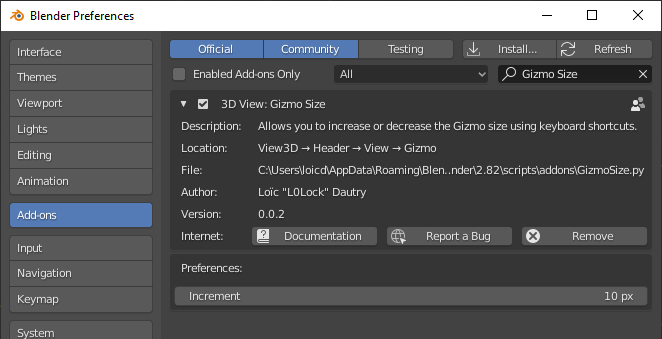 Blender Preferences
Interface
Themes
Viewport
Lights
Editing
Animation
Add-ons
Input
Navigation
Keymap
System
Official Community Testing Install... Refresh
Enabled Add-ons Only All Gizmo Size
3D View: Gizmo Size
Description: Allows you to increase or decrease the Gizmo size using keyboard shortcuts.
Location: View3D → Header → View → Gizmo
File: C:\Users\loicd\AppData\Roaming\Blen...nder\2.82\scripts\addons\GizmoSize.py
Author: Loïc "L0Lock" Dautry
Version: 0.0.2
Internet: Documentation Report a Bug Remove
Preferences:
Increment 10 px